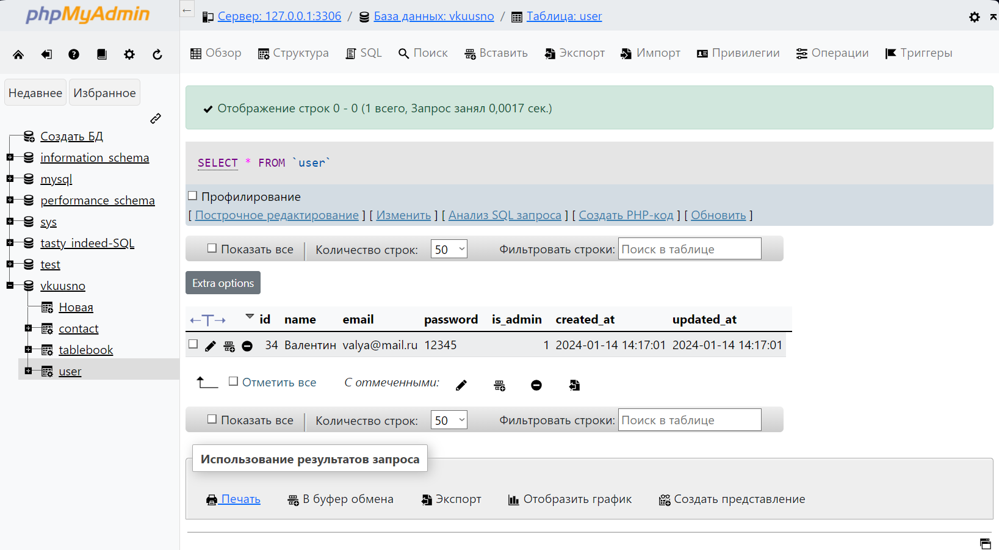 phpMyAdmin
Недавнее Избранное
Создать БД
information_schema
mysql
performance_schema
sys
tasty_indeed-SQL
test
vkuusno
Новая
contact
tablebook
user
← Сервер: 127.0.0.1:3306 / База данных: vkuusno / Таблица: user
Обзор Структура SQL Поиск Вставить Экспорт Импорт Привилегии Операции Триггеры
Отображение строк 0 - 0 (1 всего, Запрос занял 0,0017 сек.)
SELECT * FROM `user`
Профилирование
[ Построчное редактирование ] [ Изменить ] [ Анализ SQL запроса ] [ Создать PHP-код ] [ Обновить ]
Показать все Количество строк: 50 Фильтровать строки: Поиск в таблице
Extra options
←T→ id name email password is_admin created_at updated_at
34 Валентин valya@mail.ru 12345 1 2024-01-14 14:17:01 2024-01-14 14:17:01
Отметить все С отмеченными:
Показать все Количество строк: 50 Фильтровать строки: Поиск в таблице
Использование результатов запроса
Печать В буфер обмена Экспорт Отобразить график Создать представление